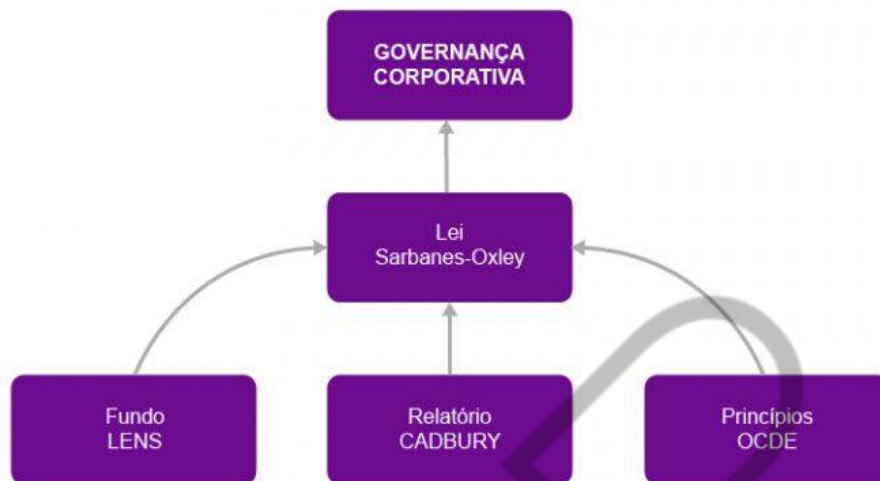 GOVERNANÇA
CORPORATIVA
Lei
Sarbanes-Oxley
Fundo
LENS
Relatório
CADBURY
Princípios
OCDE